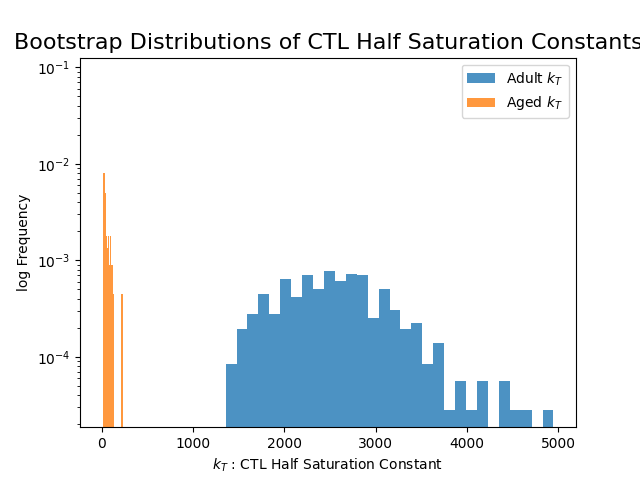 Bootstrap Distributions of CTL Half Saturation Constants
Adult k_T
Aged k_T
log Frequency
10^-1
10^-2
10^-3
10^-4
0 1000 2000 3000 4000 5000
k_T : CTL Half Saturation Constant